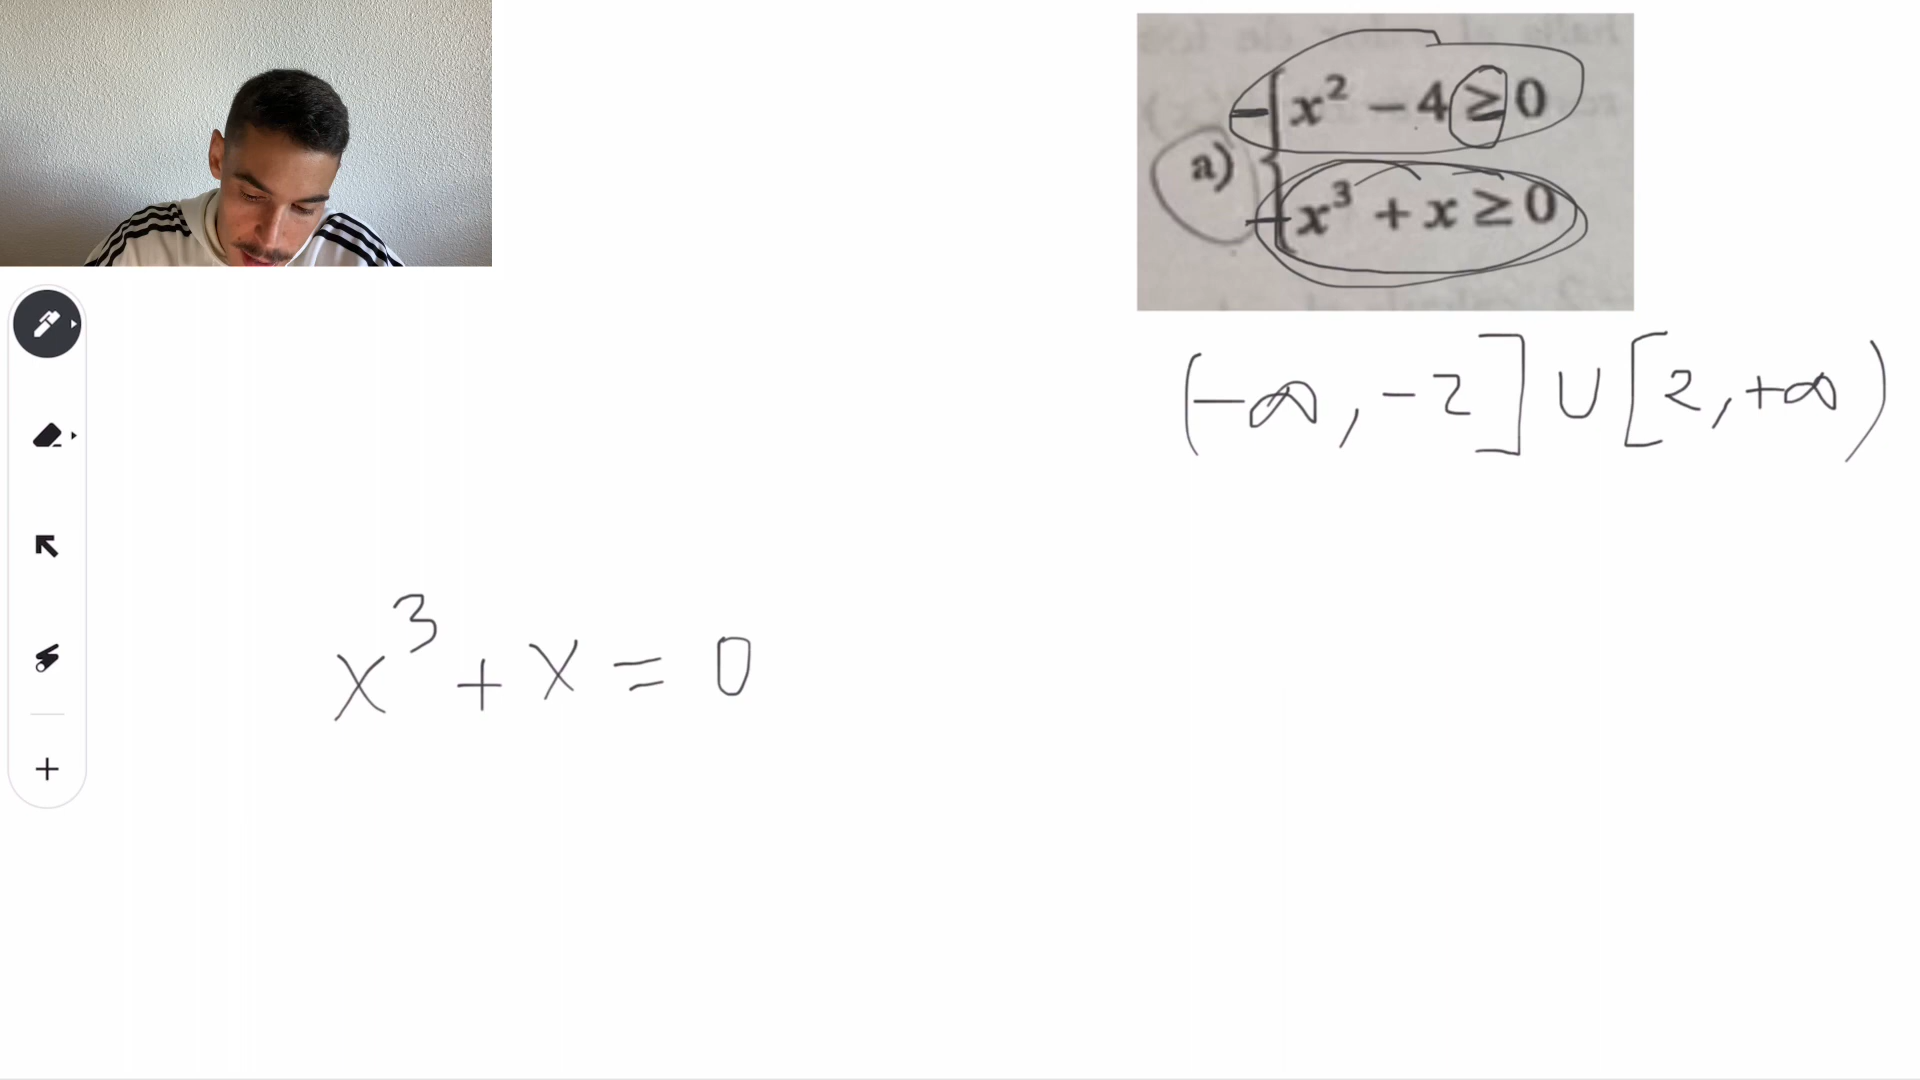 a) { x² − 4 ≥ 0
x³ + x ≥ 0
(−∞, −2] ∪ [2, +∞)
x³ + x = 0